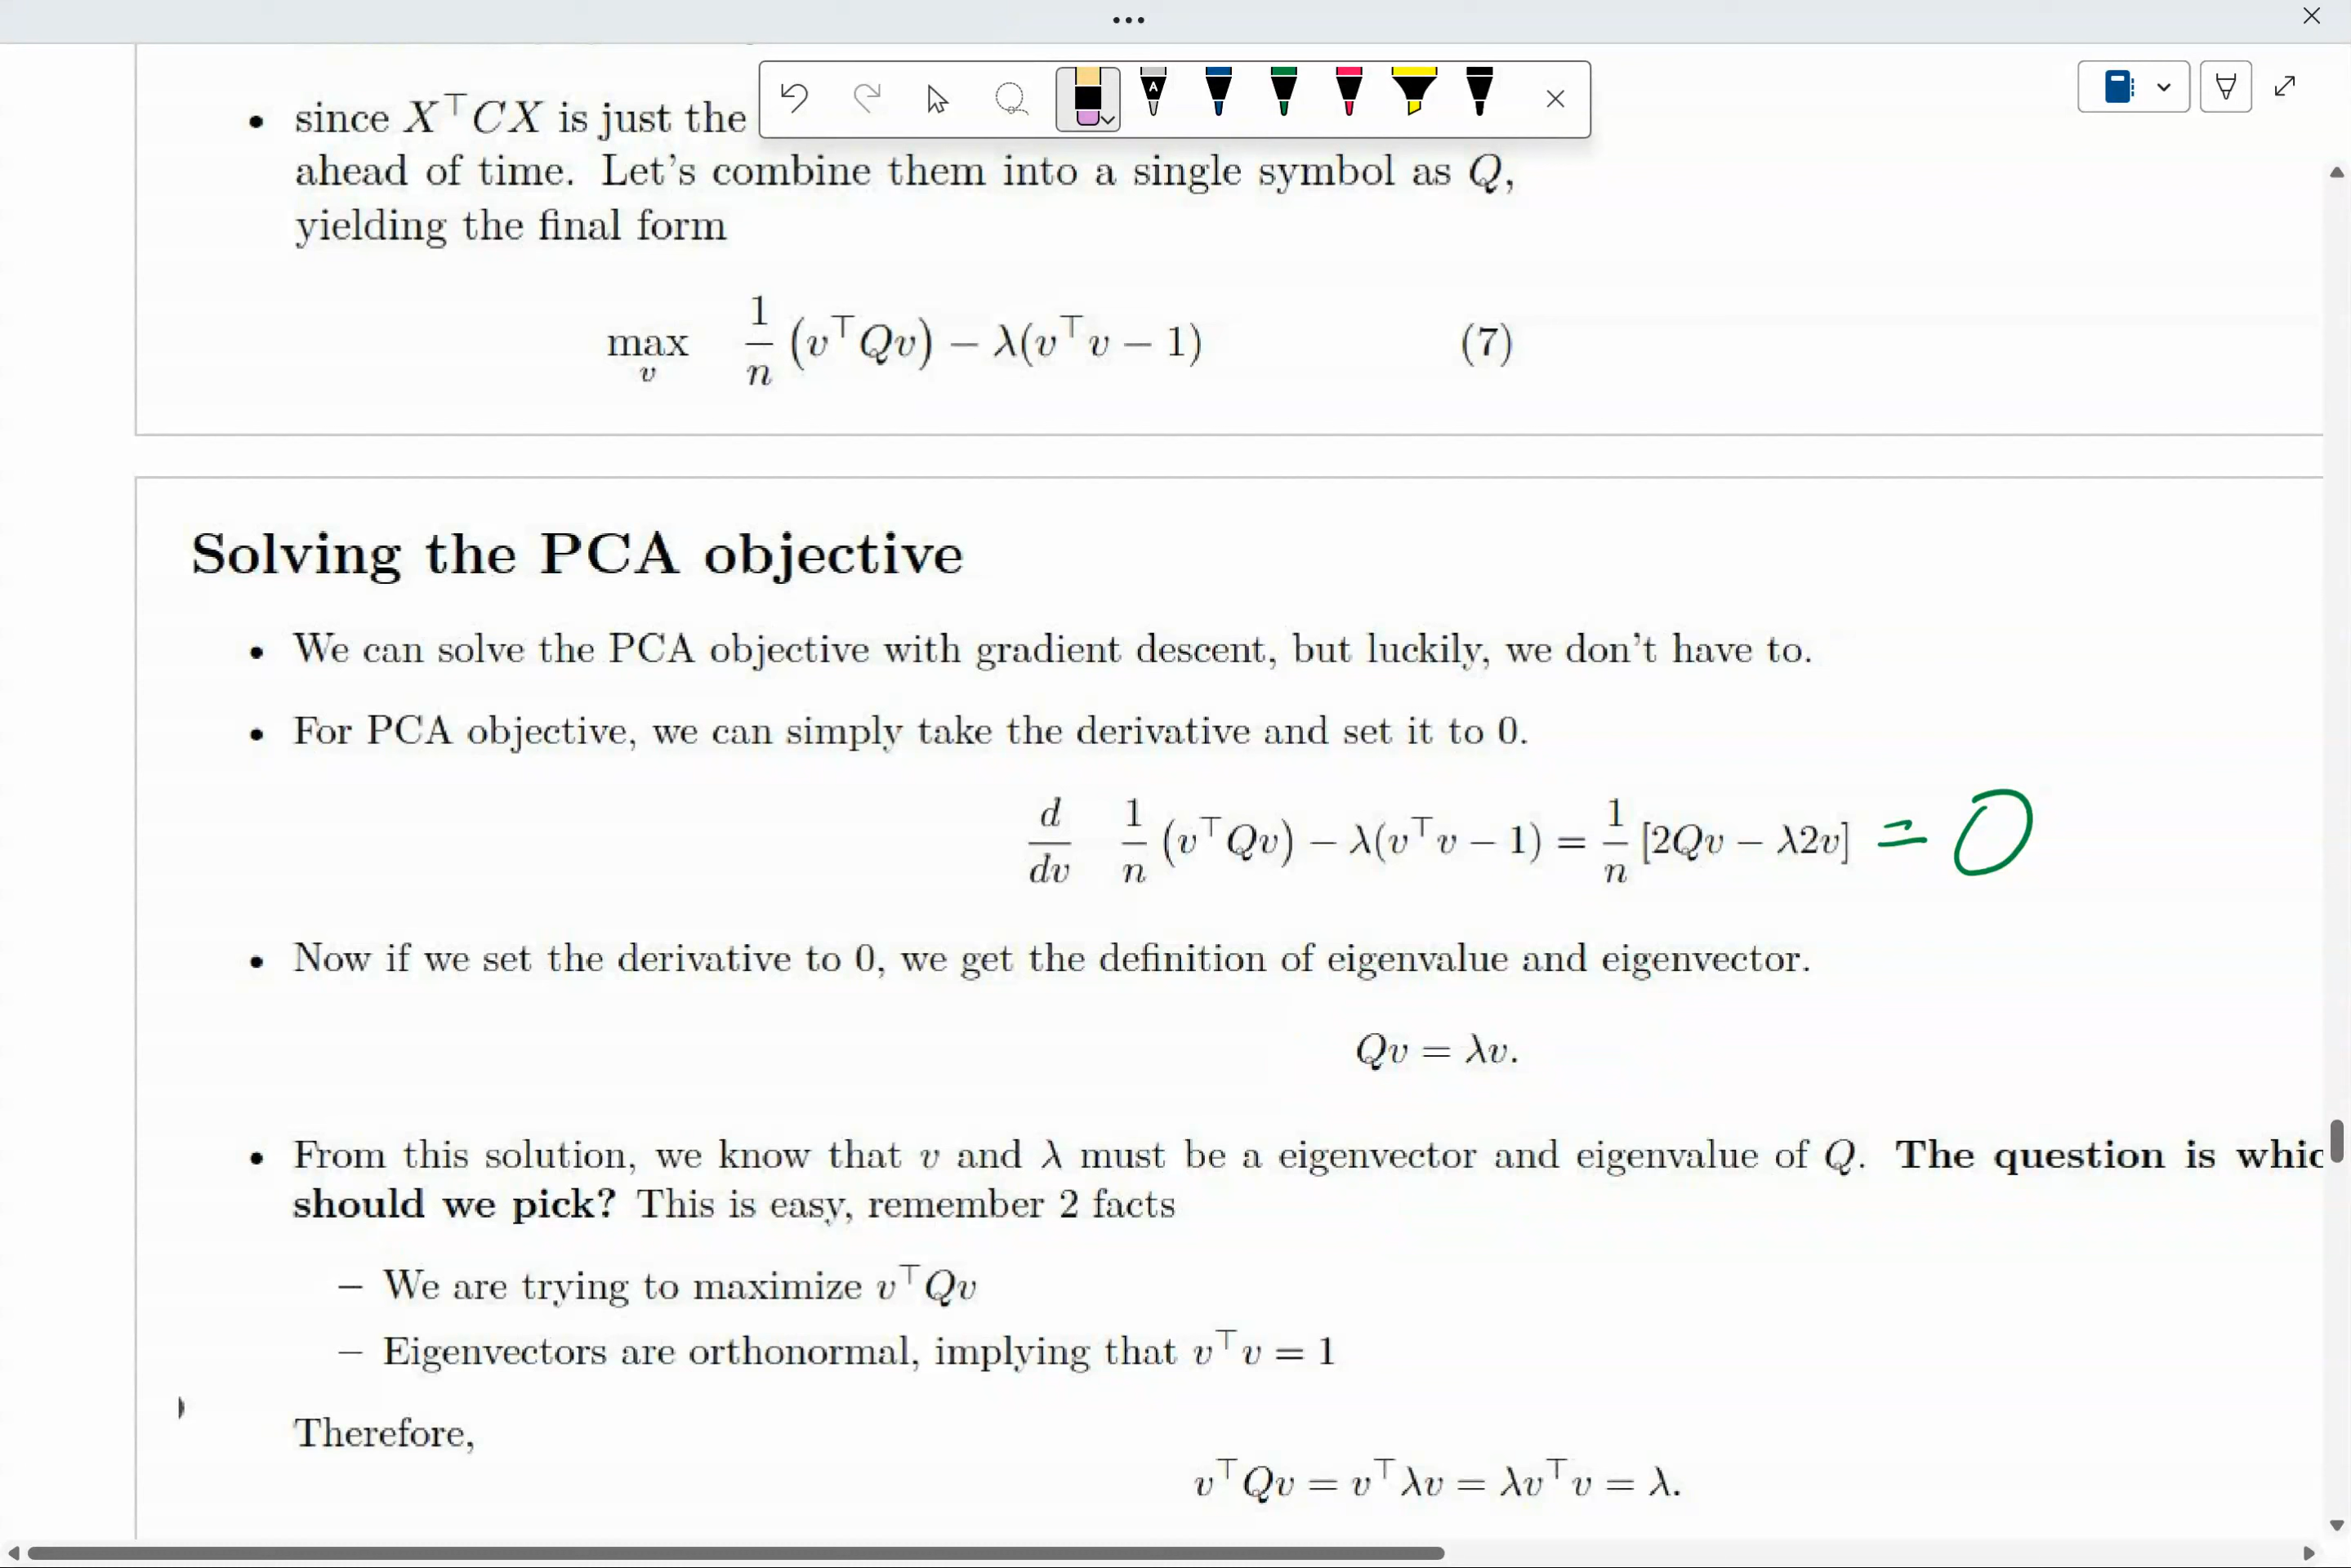 • since X⊤CX is just the
ahead of time. Let's combine them into a single symbol as Q,
yielding the final form
max_v 1/n (v⊤Qv) − λ(v⊤v − 1) (7)
Solving the PCA objective
• We can solve the PCA objective with gradient descent, but luckily, we don't have to.
• For PCA objective, we can simply take the derivative and set it to 0.
d/dv 1/n (v⊤Qv) − λ(v⊤v − 1) = 1/n [2Qv − λ2v] = 0
• Now if we set the derivative to 0, we get the definition of eigenvalue and eigenvector.
Qv = λv.
• From this solution, we know that v and λ must be a eigenvector and eigenvalue of Q. The question is whic
should we pick? This is easy, remember 2 facts
– We are trying to maximize v⊤Qv
– Eigenvectors are orthonormal, implying that v⊤v = 1
Therefore,
v⊤Qv = v⊤λv = λv⊤v = λ.